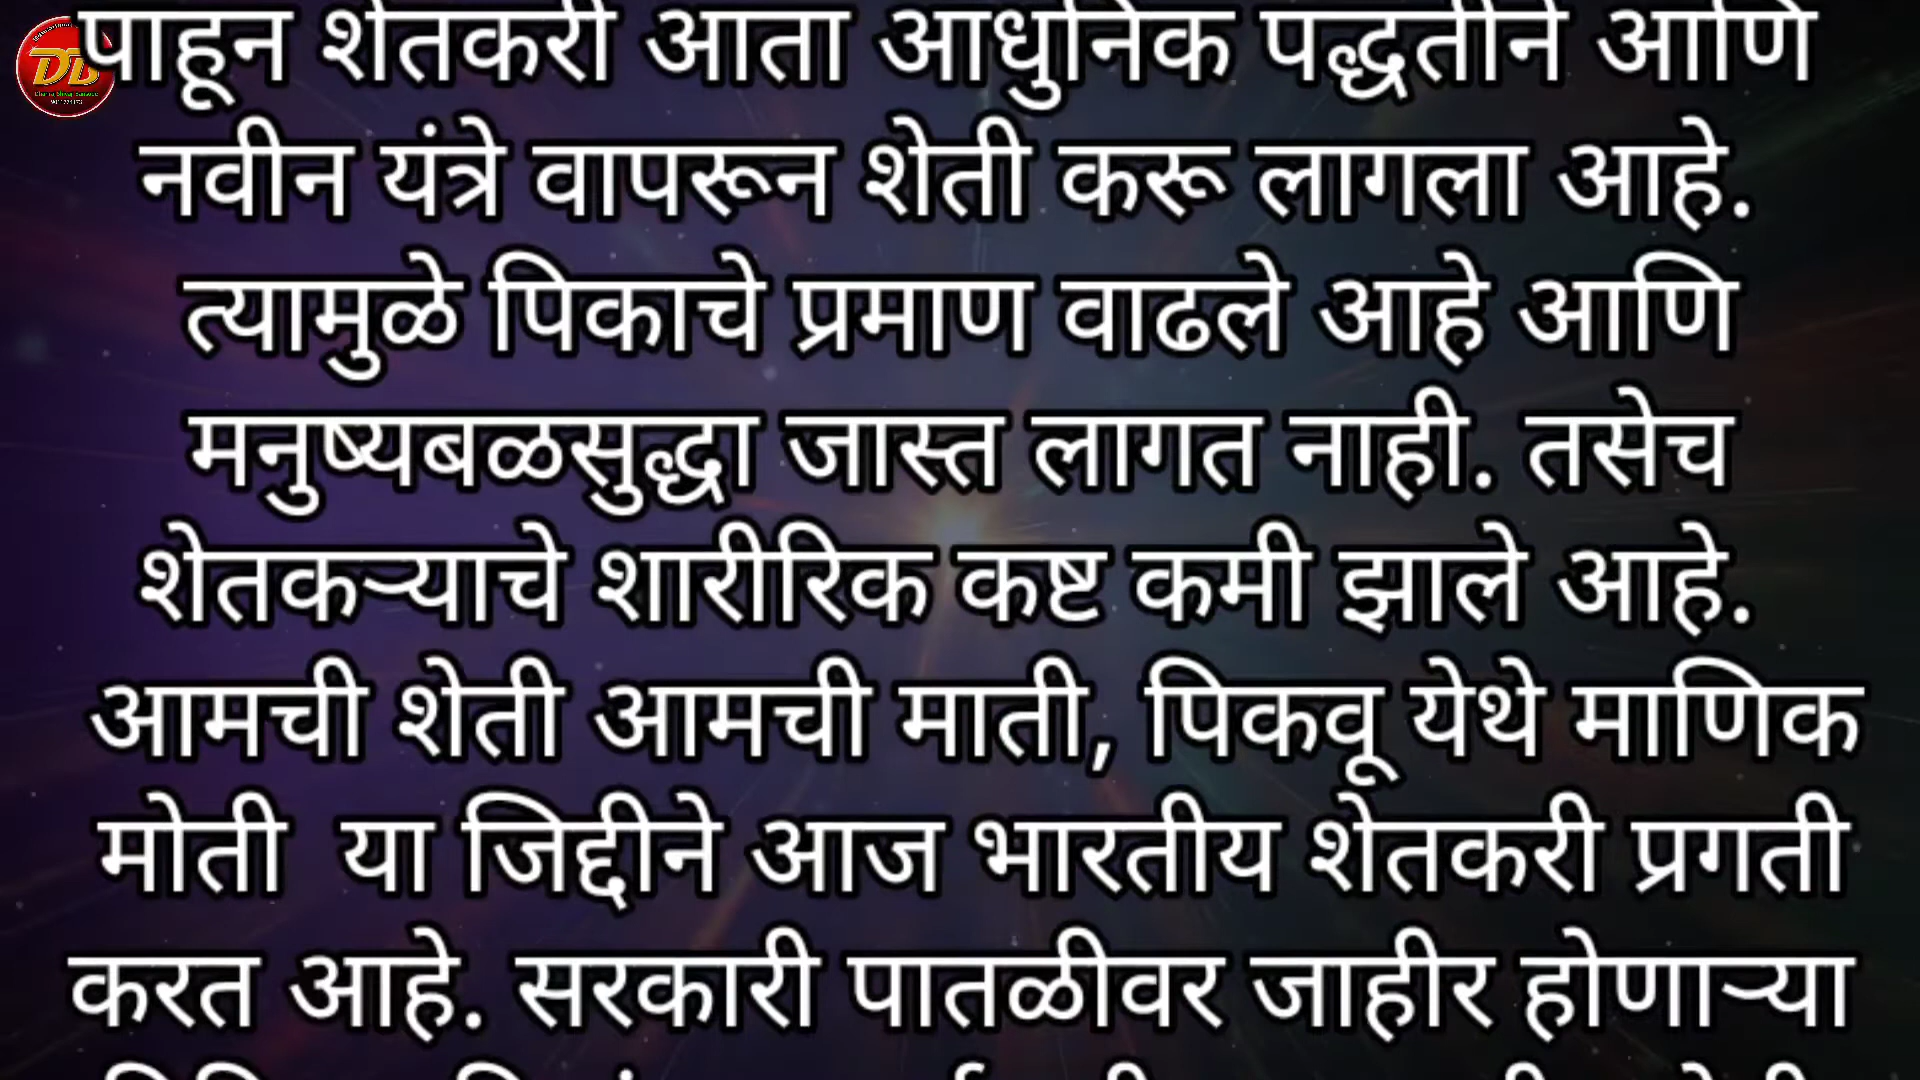 DB
पाहून शेतकरी आता आधुनिक पद्धतीने आणि
नवीन यंत्रे वापरून शेती करू लागला आहे.
त्यामुळे पिकाचे प्रमाण वाढले आहे आणि
मनुष्यबळसुद्धा जास्त लागत नाही. तसेच
शेतकऱ्याचे शारीरिक कष्ट कमी झाले आहे.
आमची शेती आमची माती, पिकवू येथे माणिक
मोती या जिद्दीने आज भारतीय शेतकरी प्रगती
करत आहे. सरकारी पातळीवर जाहीर होणाऱ्या